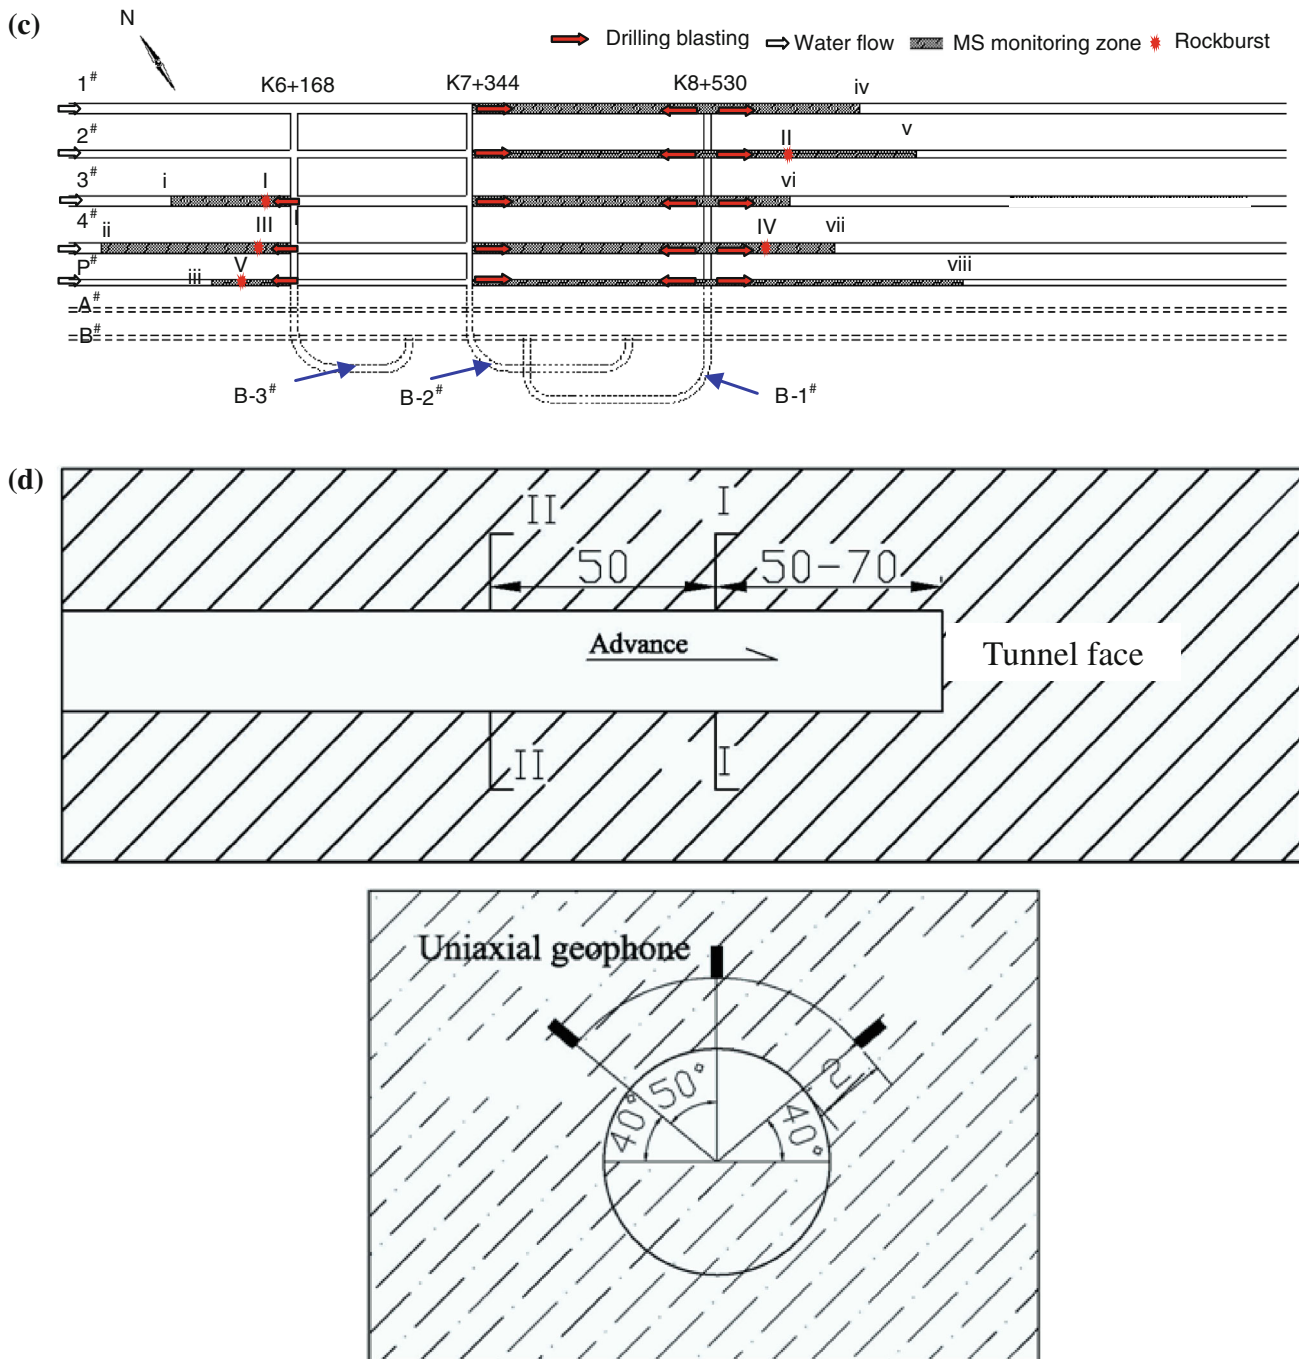 (c)
N
Drilling blasting Water flow MS monitoring zone Rockburst
K6+168 K7+344 K8+530
1#
iv
2#
II v
3#
i I vi
4#
ii III IV vii
P#
iii V viii
A#
B#
B-3# B-2# B-1#
(d)
II I
50 50-70
Advance
Tunnel face
II I
Uniaxial geophone
2
40° 50° 40°